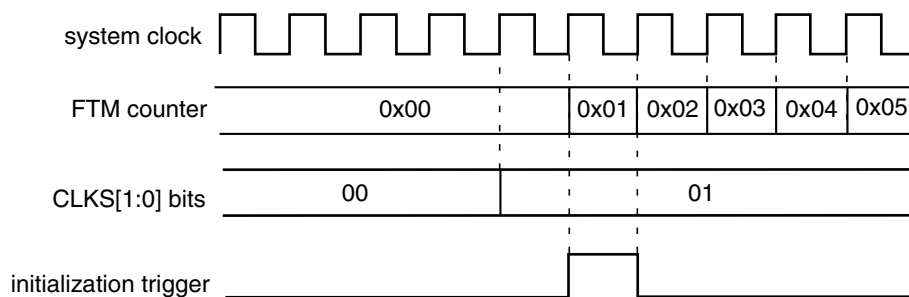 system clock
FTM counter 0x00 0x01 0x02 0x03 0x04 0x05
CLKS[1:0] bits 00 01
initialization trigger